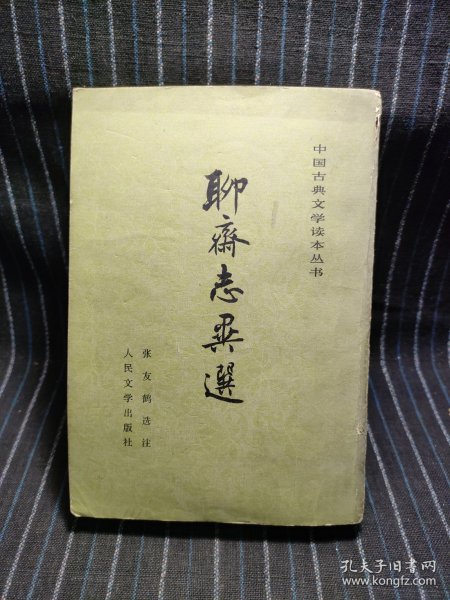 中国古典文学读本丛书
聊齋志異選
张友鹤选注
人民文学出版社
孔夫子旧书网
www.kongfz.com